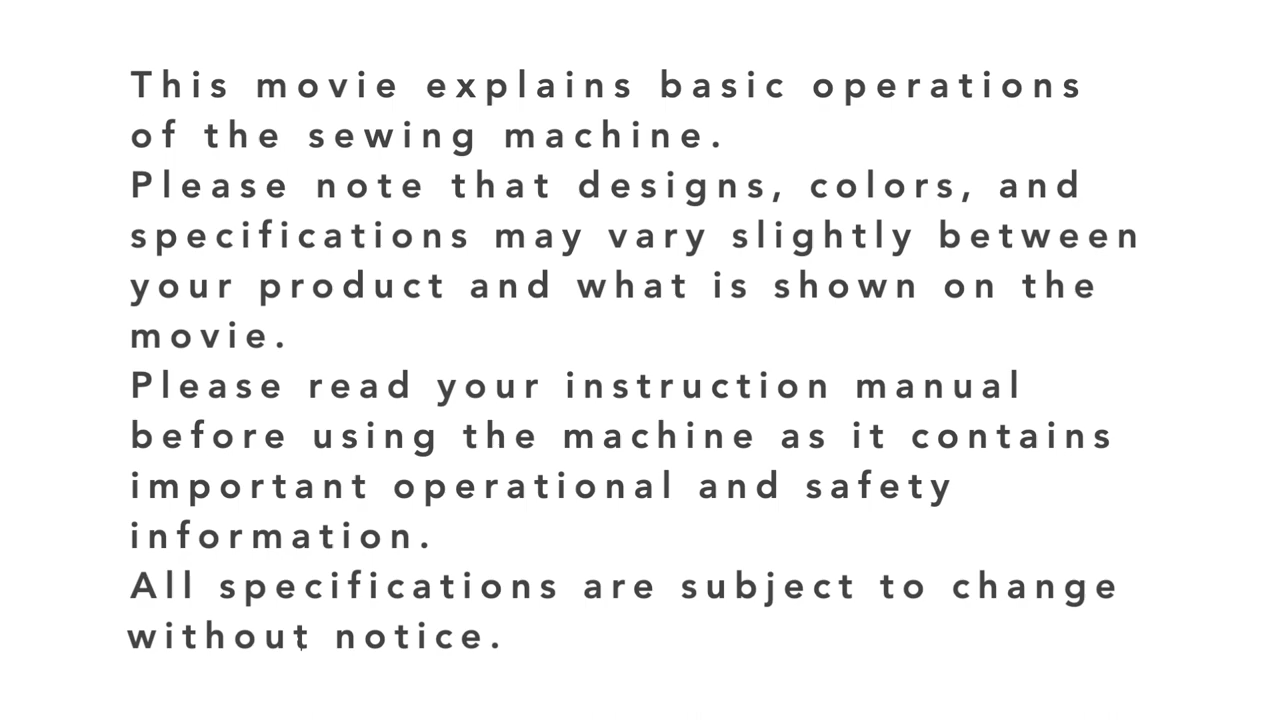 This movie explains basic operations
of the sewing machine.
Please note that designs, colors, and
specifications may vary slightly between
your product and what is shown on the
movie.
Please read your instruction manual
before using the machine as it contains
important operational and safety
information.
All specifications are subject to change
without notice.